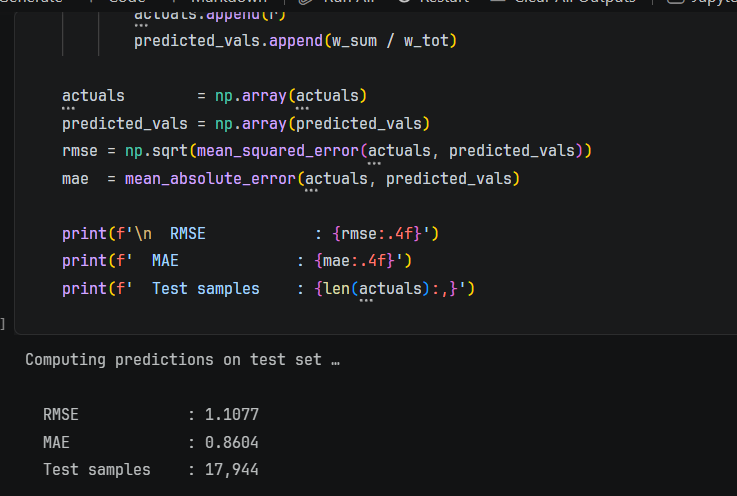 Code
Markdown
Run All
Restart
Clear All Outputs
actuals.append(r)
predicted_vals.append(w_sum / w_tot)
actuals        = np.array(actuals)
predicted_vals = np.array(predicted_vals)
rmse = np.sqrt(mean_squared_error(actuals, predicted_vals))
mae  = mean_absolute_error(actuals, predicted_vals)
print(f'\n  RMSE            : {rmse:.4f}')
print(f'  MAE             : {mae:.4f}')
print(f'  Test samples    : {len(actuals):,}')
]
Computing predictions on test set …
  RMSE            : 1.1077
  MAE             : 0.8604
  Test samples    : 17,944